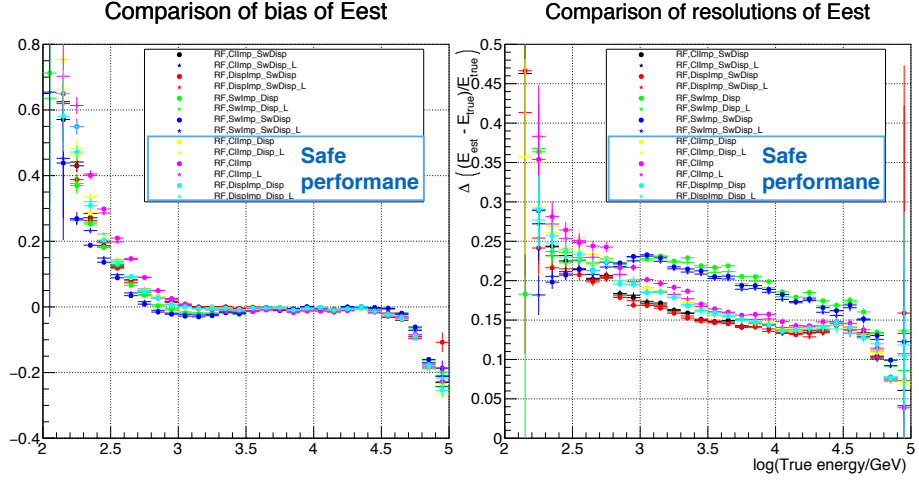 Comparison of bias of Eest
0.8
0.6
0.4
0.2
0
−0.2
−0.4
2
2.5
3
3.5
4
4.5
5
RF,ClImp_SwDisp
RF,ClImp_SwDisp_L
RF,DispImp_SwDisp
RF,DispImp_SwDisp_L
RF,SwImp_Disp
RF,SwImp_Disp_L
RF,SwImp_SwDisp
RF,SwImp_SwDisp_L
RF,ClImp_Disp
RF,ClImp_Disp_L
RF,ClImp
RF,ClImp_L
RF,DispImp_Disp
RF,DispImp_Disp_L
Safe
performane
Comparison of resolutions of Eest
Δ ((E_est - E_true)/E_true)
0.5
0.45
0.4
0.35
0.3
0.25
0.2
0.15
0.1
0.05
0
2
2.5
3
3.5
4
4.5
5
log(True energy/GeV)
RF,ClImp_SwDisp
RF,ClImp_SwDisp_L
RF,DispImp_SwDisp
RF,DispImp_SwDisp_L
RF,SwImp_Disp
RF,SwImp_Disp_L
RF,SwImp_SwDisp
RF,SwImp_SwDisp_L
RF,ClImp_Disp
RF,ClImp_Disp_L
RF,ClImp
RF,ClImp_L
RF,DispImp_Disp
RF,DispImp_Disp_L
Safe
performane